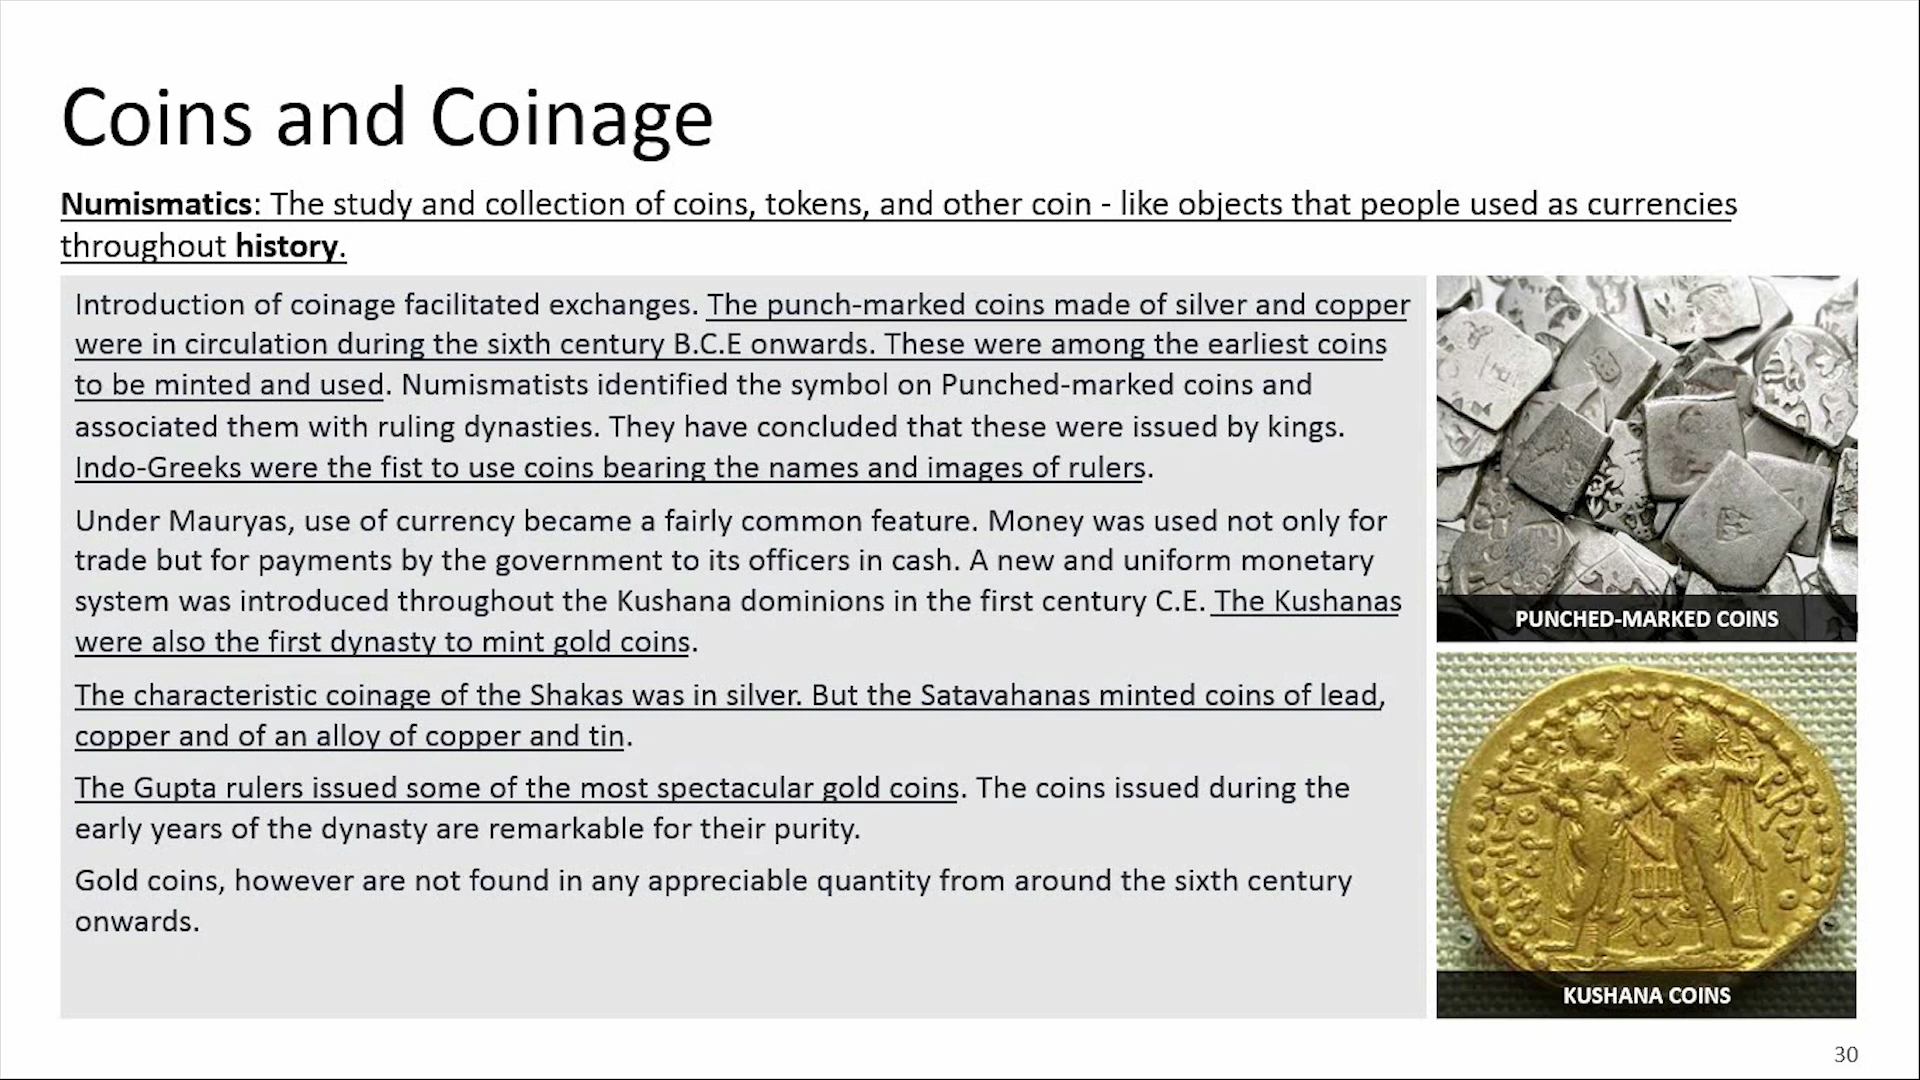 Coins and Coinage
Numismatics: The study and collection of coins, tokens, and other coin - like objects that people used as currencies
throughout history.
Introduction of coinage facilitated exchanges. The punch-marked coins made of silver and copper
were in circulation during the sixth century B.C.E onwards. These were among the earliest coins
to be minted and used. Numismatists identified the symbol on Punched-marked coins and
associated them with ruling dynasties. They have concluded that these were issued by kings.
Indo-Greeks were the fist to use coins bearing the names and images of rulers.
Under Mauryas, use of currency became a fairly common feature. Money was used not only for
trade but for payments by the government to its officers in cash. A new and uniform monetary
system was introduced throughout the Kushana dominions in the first century C.E. The Kushanas
were also the first dynasty to mint gold coins.
The characteristic coinage of the Shakas was in silver. But the Satavahanas minted coins of lead,
copper and of an alloy of copper and tin.
The Gupta rulers issued some of the most spectacular gold coins. The coins issued during the
early years of the dynasty are remarkable for their purity.
Gold coins, however are not found in any appreciable quantity from around the sixth century
onwards.
PUNCHED-MARKED COINS
KUSHANA COINS
30